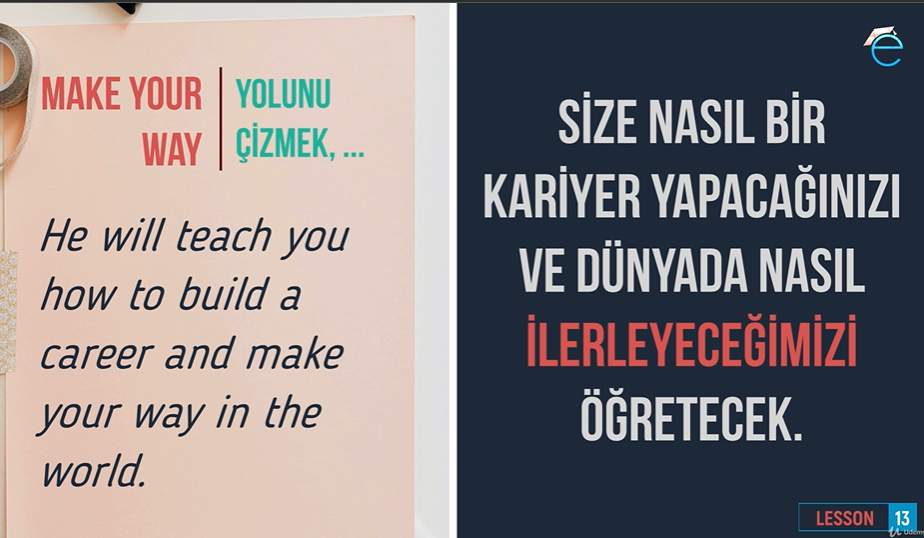 MAKE YOUR
WAY
YOLUNU
ÇİZMEK, ...
He will teach you
how to build a
career and make
your way in the
world.
e
SİZE NASIL BİR
KARİYER YAPACAĞINIZI
VE DÜNYADA NASIL
İLERLEYECEĞİMİZİ
ÖĞRETECEK.
LESSON 13
Udemy